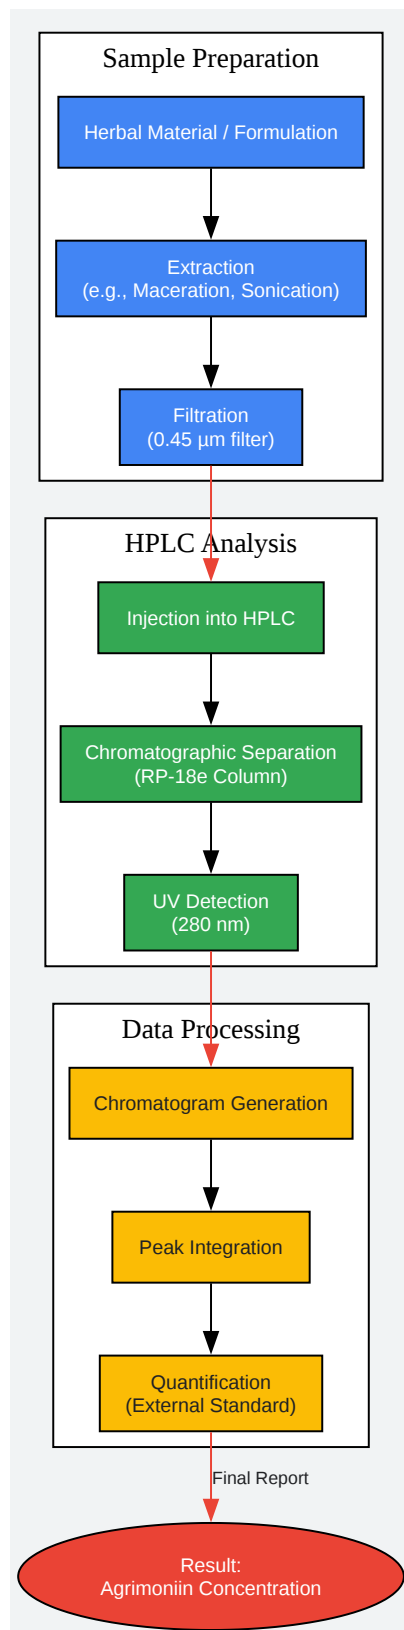 Sample Preparation
Herbal Material / Formulation
Extraction
(e.g., Maceration, Sonication)
Filtration
(0.45 µm filter)
HPLC Analysis
Injection into HPLC
Chromatographic Separation
(RP-18e Column)
UV Detection
(280 nm)
Data Processing
Chromatogram Generation
Peak Integration
Quantification
(External Standard)
Final Report
Result:
Agrimoniin Concentration